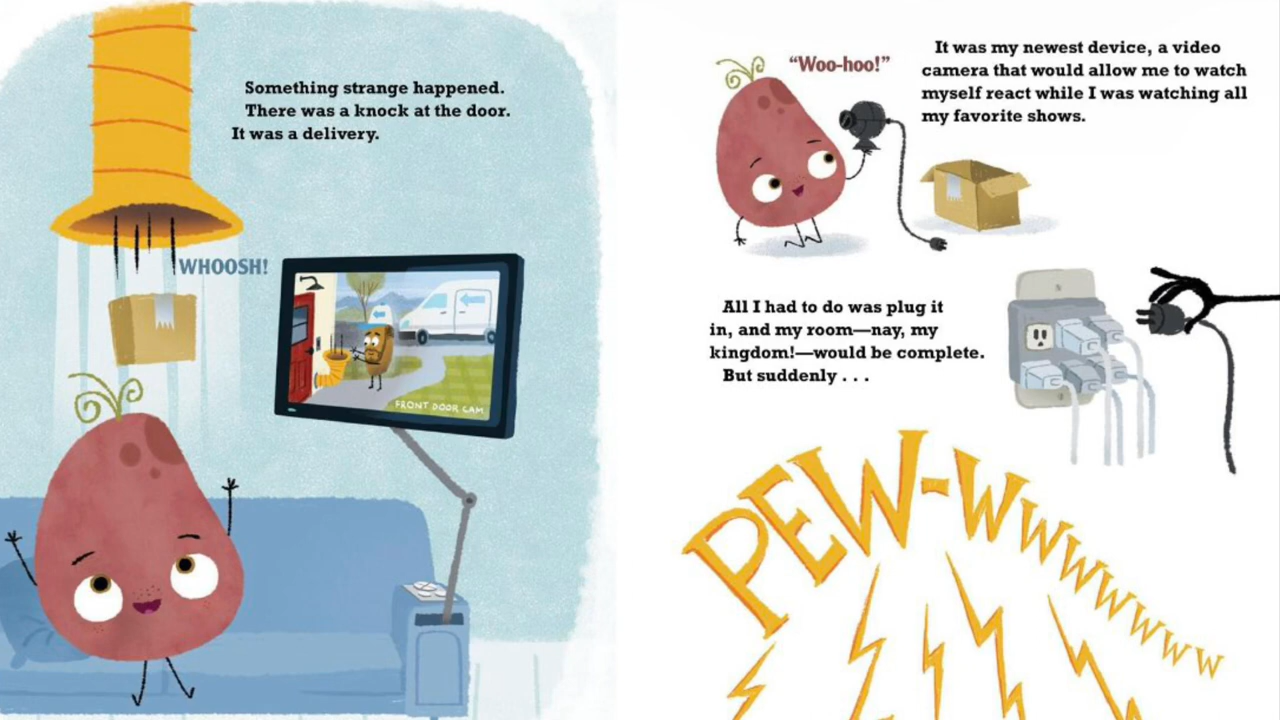 Something strange happened.
There was a knock at the door.
It was a delivery.
WHOOSH!
FRONT DOOR CAM
“Woo-hoo!”
It was my newest device, a video
camera that would allow me to watch
myself react while I was watching all
my favorite shows.
All I had to do was plug it
in, and my room—nay, my
kingdom!—would be complete.
But suddenly . . .
PEW-WWWWWWWWW